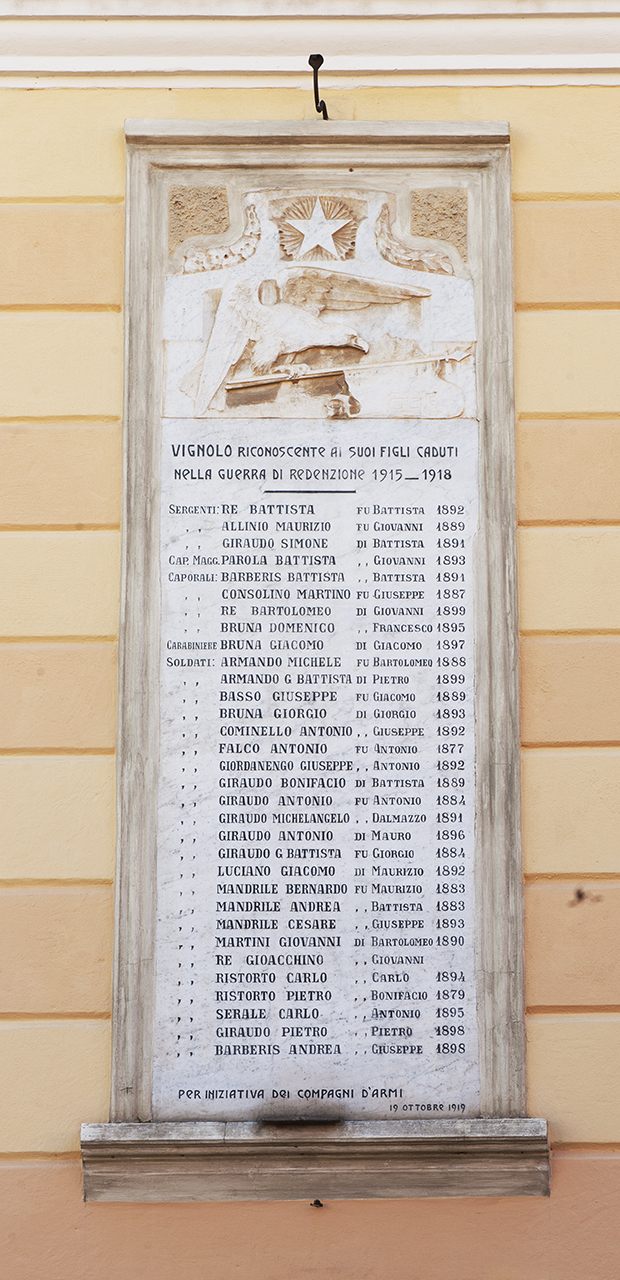 VIGNOLO RICONOSCENTE AI SUOI FIGLI CADUTI
NELLA GUERRA DI REDENZIONE 1915—1918
SERGENTI: RE BATTISTA FU BATTISTA 1892
,, ALLINIO MAURIZIO FU GIOVANNI 1889
,, GIRAUDO SIMONE DI BATTISTA 1891
CAP. MAGG. PAROLA BATTISTA ,, GIOVANNI 1893
CAPORALI: BARBERIS BATTISTA ,, BATTISTA 1891
,, CONSOLINO MARTINO FU GIUSEPPE 1887
,, RE BARTOLOMEO DI GIOVANNI 1899
,, BRUNA DOMENICO ,, FRANCESCO 1895
CARABINIERE BRUNA GIACOMO DI GIACOMO 1897
SOLDATI: ARMANDO MICHELE FU BARTOLOMEO 1888
,, ARMANDO G BATTISTA DI PIETRO 1899
,, BASSO GIUSEPPE FU GIACOMO 1889
,, BRUNA GIORGIO DI GIORGIO 1893
,, COMINELLO ANTONIO ,, GIUSEPPE 1892
,, FALCO ANTONIO FU ANTONIO 1877
,, GIORDANENGO GIUSEPPE ,, ANTONIO 1892
,, GIRAUDO BONIFACIO DI BATTISTA 1889
,, GIRAUDO ANTONIO FU ANTONIO 1884
,, GIRAUDO MICHELANGELO ,, DALMAZZO 1891
,, GIRAUDO ANTONIO DI MAURO 1896
,, GIRAUDO G BATTISTA FU GIORGIO 1884
,, LUCIANO GIACOMO DI MAURIZIO 1892
,, MANDRILE BERNARDO FU MAURIZIO 1883
,, MANDRILE ANDREA ,, BATTISTA 1883
,, MANDRILE CESARE ,, GIUSEPPE 1893
,, MARTINI GIOVANNI DI BARTOLOMEO 1890
,, RE GIOACCHINO ,, GIOVANNI
,, RISTORTO CARLO ,, CARLO 1894
,, RISTORTO PIETRO ,, BONIFACIO 1879
,, SERALE CARLO ,, ANTONIO 1895
,, GIRAUDO PIETRO ,, PIETRO 1898
,, BARBERIS ANDREA ,, GIUSEPPE 1898
PER INIZIATIVA DEI COMPAGNI D'ARMI
19 OTTOBRE 1919